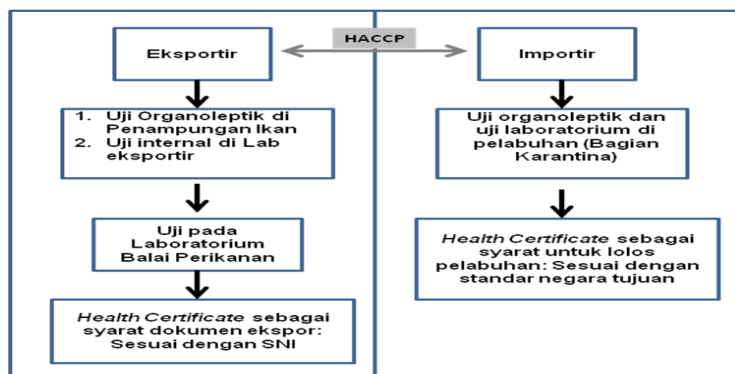 HACCP
Eksportir
1. Uji Organoleptik di
Penampungan Ikan
2. Uji internal di Lab
eksportir
Uji pada
Laboratorium
Balai Perikanan
Health Certificate sebagai
syarat dokumen ekspor:
Sesuai dengan SNI
Importir
Uji organoleptik dan
uji laboratorium di
pelabuhan (Bagian
Karantina)
Health Certificate sebagai
syarat untuk lolos
pelabuhan: Sesuai dengan
standar negara tujuan